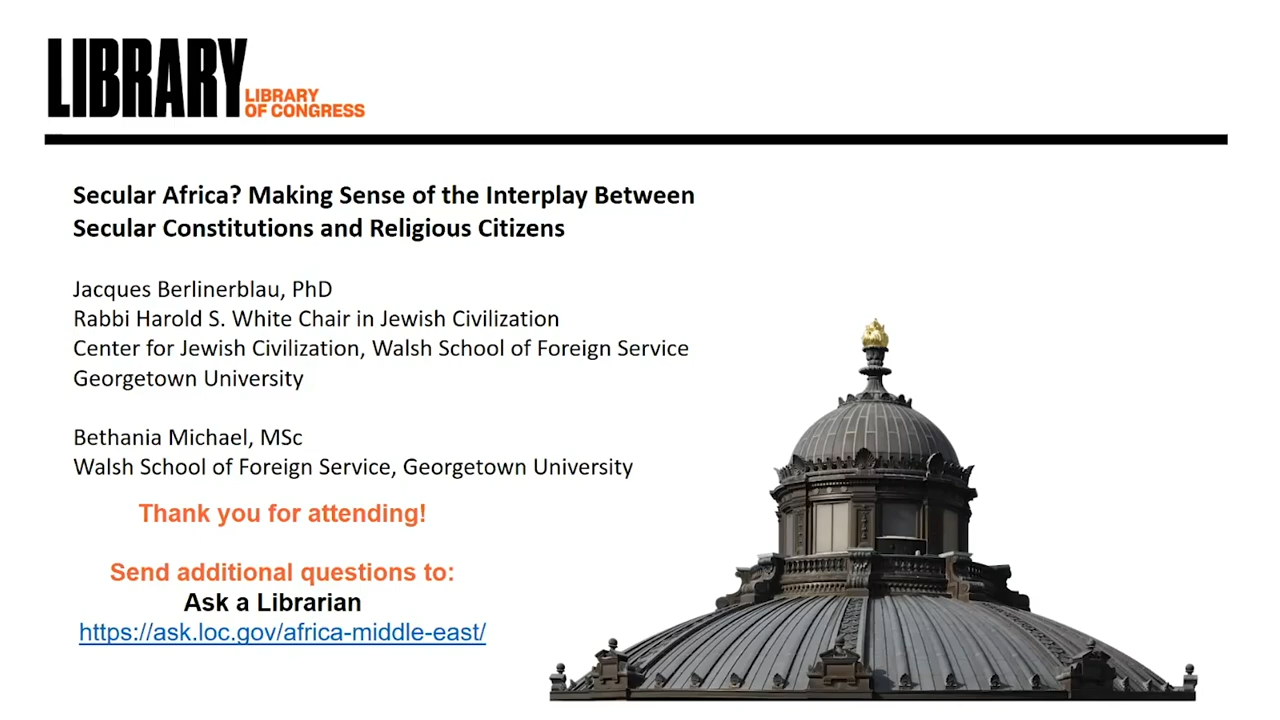 LIBRARY
LIBRARY
OF CONGRESS
Secular Africa? Making Sense of the Interplay Between
Secular Constitutions and Religious Citizens
Jacques Berlinerblau, PhD
Rabbi Harold S. White Chair in Jewish Civilization
Center for Jewish Civilization, Walsh School of Foreign Service
Georgetown University
Bethania Michael, MSc
Walsh School of Foreign Service, Georgetown University
Thank you for attending!
Send additional questions to:
Ask a Librarian
https://ask.loc.gov/africa-middle-east/